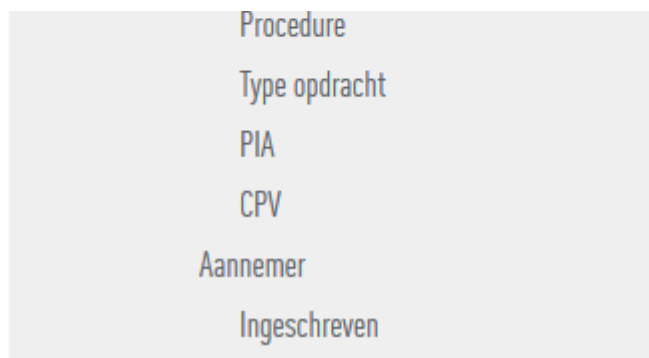 Procedure
Type opdracht
PIA
CPV
Aannemer
Ingeschreven